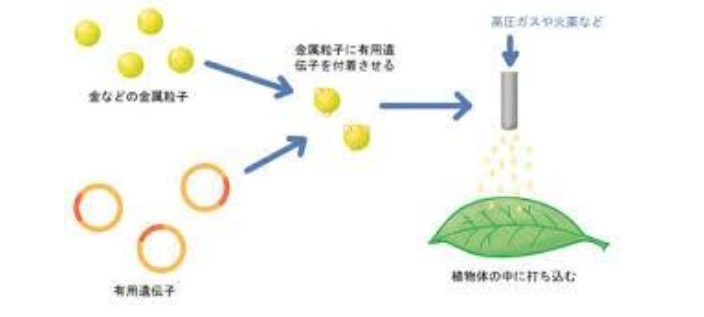 高圧ガスや火薬など
金属粒子に有用遺
伝子を付着させる
金などの金属粒子
植物体の中に打ち込む
有用遺伝子